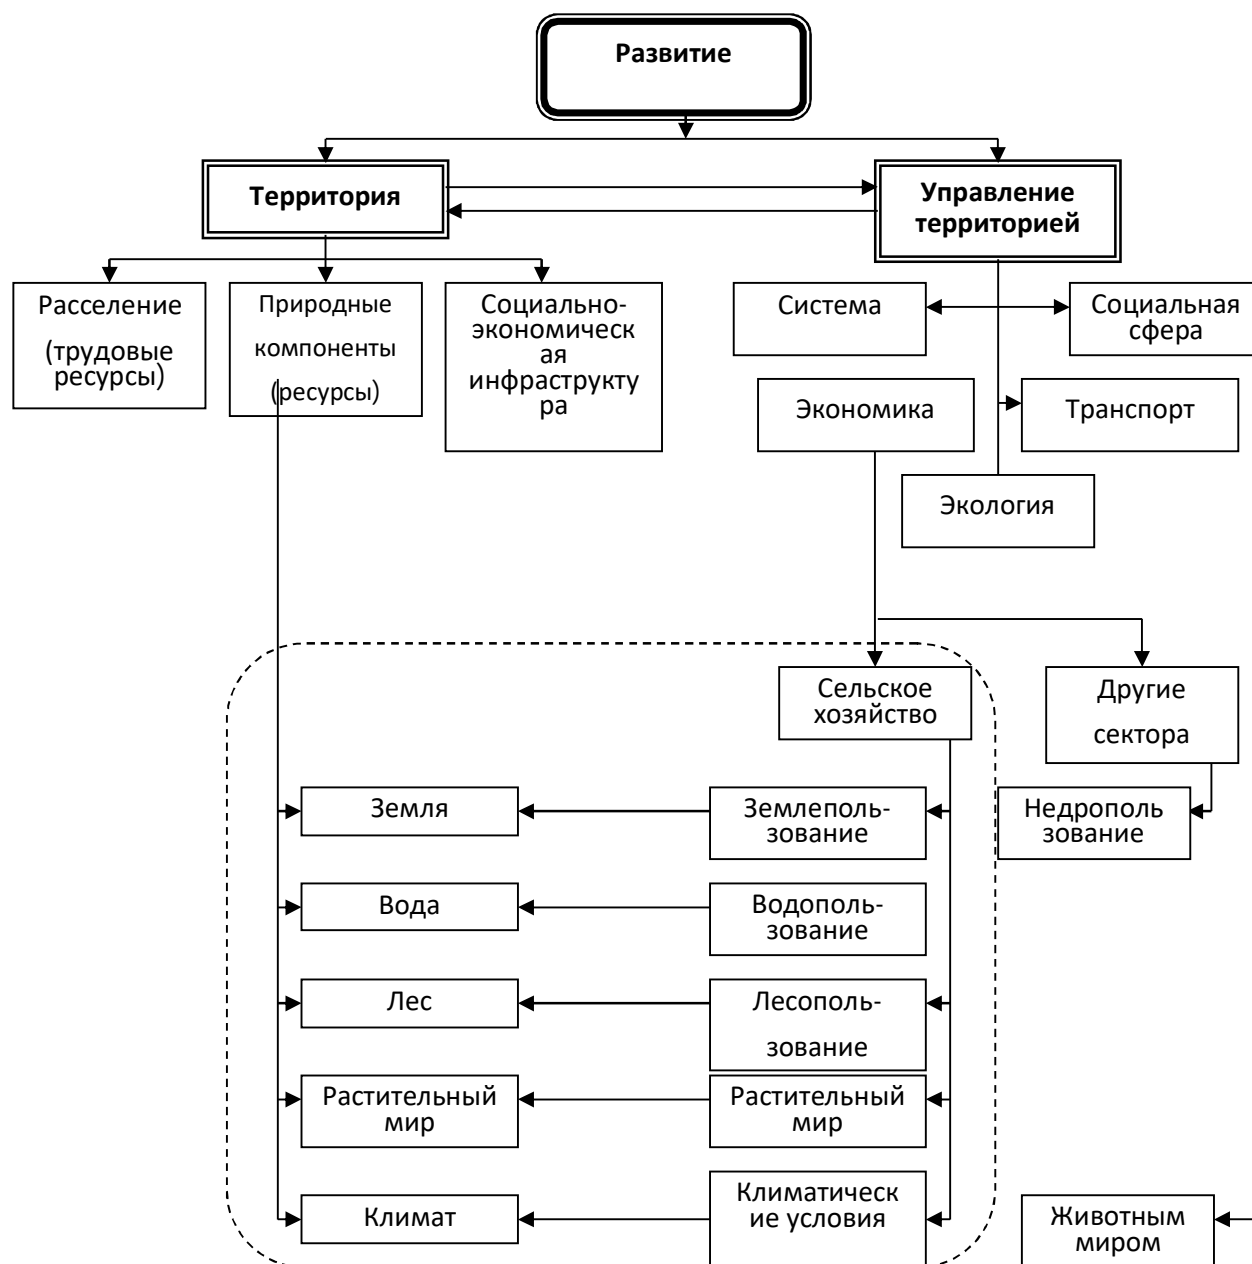 Развитие
Территория
Управление
территорией
Расселение
(трудовые
ресурсы)
Природные
компоненты
(ресурсы)
Социально-
экономическ
ая
инфраструкту
ра
Система
Социальная
сфера
Экономика
Транспорт
Экология
Сельское
хозяйство
Другие
сектора
Земля
Землеполь-
зование
Недрополь
зование
Вода
Водополь-
зование
Лес
Лесополь-
зование
Растительный
мир
Растительный
мир
Климат
Климатическ
ие условия
Животным
миром